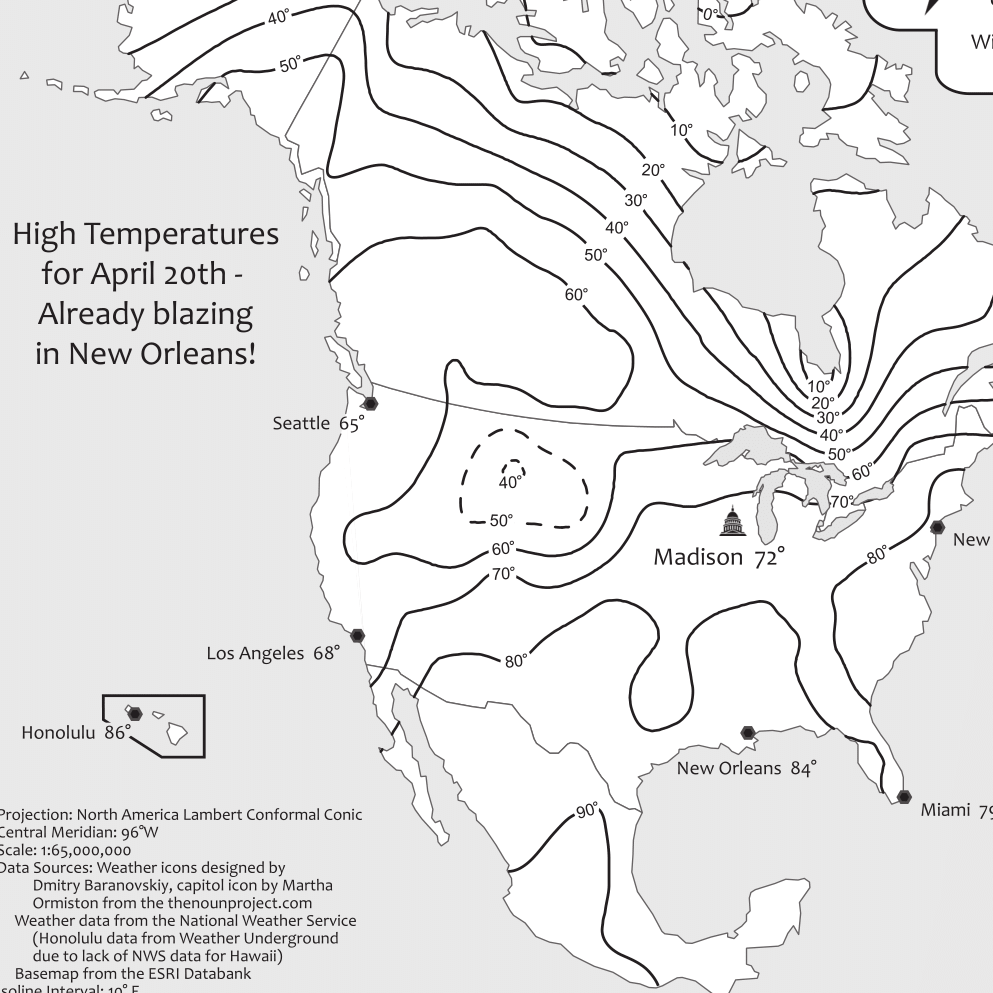 40°
50°
0°
Wi
10°
20°
30°
40°
50°
60°
High Temperatures
for April 20th -
Already blazing
in New Orleans!
Seattle 65°
10°
20°
30°
40°
50°
60°
70°
40°
50°
60°
70°
80°
Madison 72°
New
80°
Los Angeles 68°
Honolulu 86°
New Orleans 84°
Miami 79
90°
Projection: North America Lambert Conformal Conic
Central Meridian: 96°W
Scale: 1:65,000,000
Data Sources: Weather icons designed by
Dmitry Baranovskiy, capitol icon by Martha
Ormiston from the thenounproject.com
Weather data from the National Weather Service
(Honolulu data from Weather Underground
due to lack of NWS data for Hawaii)
Basemap from the ESRI Databank
soline Interval: 10° F